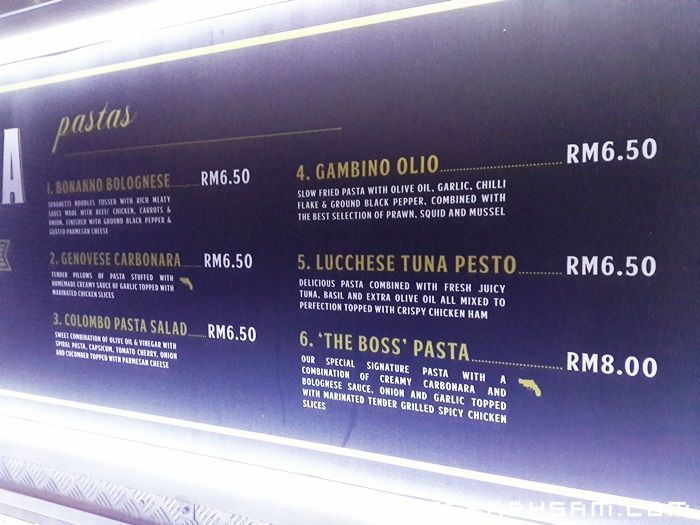 A
pastas
1. BONANNO BOLOGNESE RM6.50
SPAGHETTI NOODLES TOSSED WITH RICH MEATY
SAUCE MADE WITH BEEF/ CHICKEN, CARROTS &
ONION, FINISHED WITH GROUND BLACK PEPPER &
GRATED PARMESAN CHEESE
2. GENOVESE CARBONARA RM6.50
TENDER PILLOWS OF PASTA STUFFED WITH
HOMEMADE CREAMY SAUCE OF GARLIC TOPPED WITH
MARINATED CHICKEN SLICES
3. COLOMBO PASTA SALAD RM6.50
SWEET COMBINATION OF OLIVE OIL & VINEGAR WITH
SPIRAL PASTA, CAPSICUM, TOMATO CHERRY, ONION
AND CUCUMBER TOPPED WITH PARMESAN CHEESE
4. GAMBINO OLIO RM6.50
SLOW FRIED PASTA WITH OLIVE OIL, GARLIC, CHILLI
FLAKE & GROUND BLACK PEPPER, COMBINED WITH
THE BEST SELECTION OF PRAWN, SQUID AND MUSSEL
5. LUCCHESE TUNA PESTO RM6.50
DELICIOUS PASTA COMBINED WITH FRESH JUICY
TUNA, BASIL AND EXTRA OLIVE OIL ALL MIXED TO
PERFECTION TOPPED WITH CRISPY CHICKEN HAM
6. 'THE BOSS' PASTA RM8.00
OUR SPECIAL SIGNATURE PASTA WITH A
COMBINATION OF CREAMY CARBONARA AND
BOLOGNESE SAUCE, ONION AND GARLIC TOPPED
WITH MARINATED TENDER GRILLED SPICY CHICKEN
SLICES